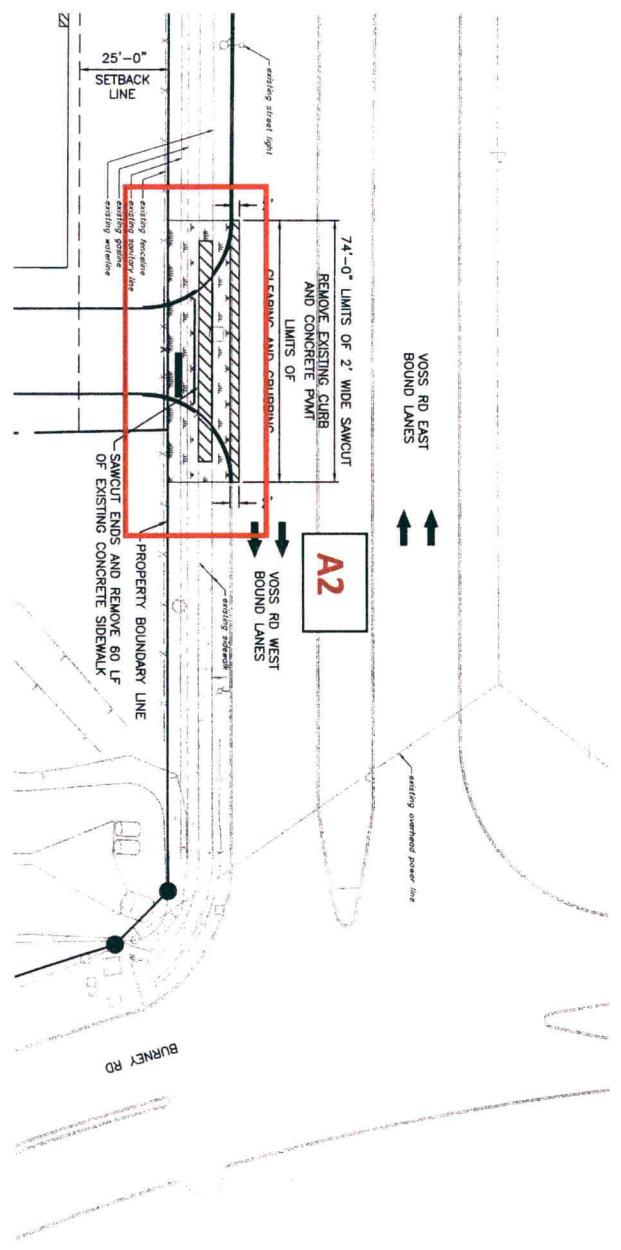 25'-0"
SETBACK
LINE
existing street light
existing fenceline
existing sanitary line
existing gasline
existing waterline
74'-0" LIMITS OF 2' WIDE SAWCUT
REMOVE EXISTING CURB
AND CONCRETE PVMT
LIMITS OF
CLEARING AND GRUBBING
VOSS RD EAST
BOUND LANES
A2
VOSS RD WEST
BOUND LANES
existing sidewalk
PROPERTY BOUNDARY LINE
SAWCUT ENDS AND REMOVE 60 LF
OF EXISTING CONCRETE SIDEWALK
existing overhead power line
BURNEY RD